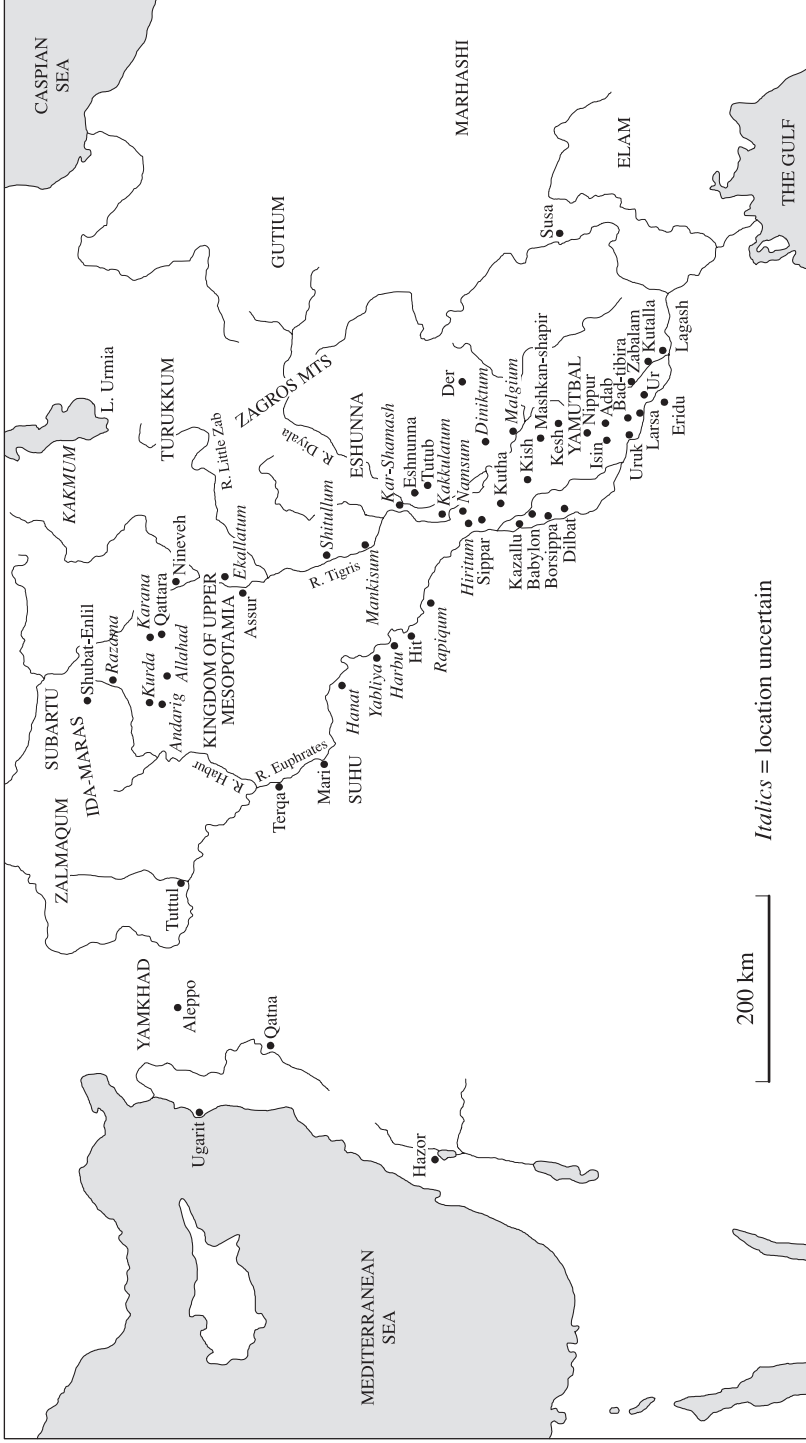 CASPIAN
SEA
L. Urmia
KAKMUM
TURUKKUM
GUTIUM
MARHASHI
ELAM
THE GULF
Susa
ZAGROS MTS
R. Little Zab
R. Diyala
ESHUNNA
SUBARTU
IDA-MARAS
ZALMAQUM
Shubat-Enlil
Razama
Karana
Qattara
Nineveh
Kurda
Allahad
Andarig
KINGDOM OF UPPER
MESOPOTAMIA
Ekallatum
Assur
R. Habur
R. Euphrates
R. Tigris
Terqa
Mari
SUHU
Tuttul
YAMKHAD
Aleppo
Qatna
Ugarit
Hazor
MEDITERRANEAN
SEA
Hanat
Yabliya
Harbu
Hit
Rapiqum
Shitullum
Mankisum
Kar-Shamash
Eshnunna
Tutub
Kakkulatum
Namsum
Hiritum
Sippar
Der
Diniktum
Malgium
Mashkan-shapir
Kutha
Kish
Kesh
YAMUTBAL
Nippur
Adab
Isin
Kazallu
Babylon
Borsippa
Dilbat
Bad-tibira
Zabalam
Kutalla
Lagash
Uruk
Larsa
Ur
Eridu
200 km
Italics = location uncertain